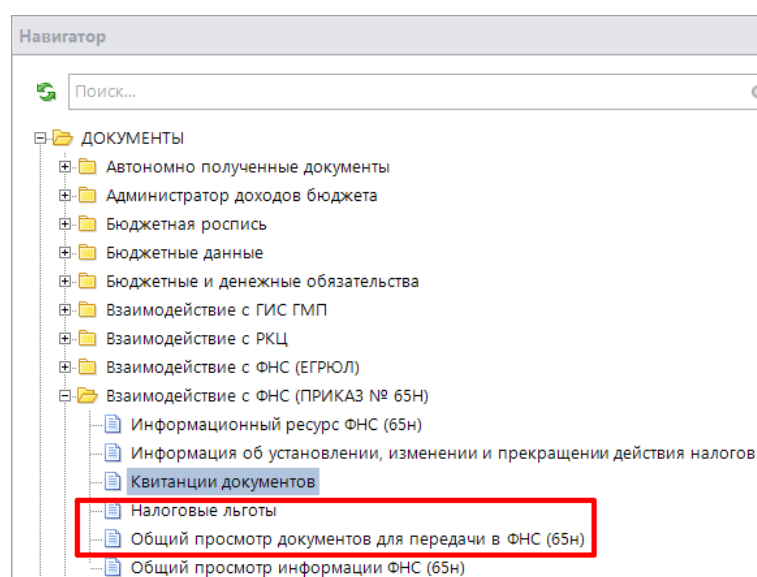 Навигатор
Поиск...
ДОКУМЕНТЫ
Автономно полученные документы
Администратор доходов бюджета
Бюджетная роспись
Бюджетные данные
Бюджетные и денежные обязательства
Взаимодействие с ГИС ГМП
Взаимодействие с РКЦ
Взаимодействие с ФНС (ЕГРЮЛ)
Взаимодействие с ФНС (ПРИКАЗ № 65Н)
Информационный ресурс ФНС (65н)
Информация об установлении, изменении и прекращении действия налогов
Квитанции документов
Налоговые льготы
Общий просмотр документов для передачи в ФНС (65н)
Общий просмотр информации ФНС (65н)